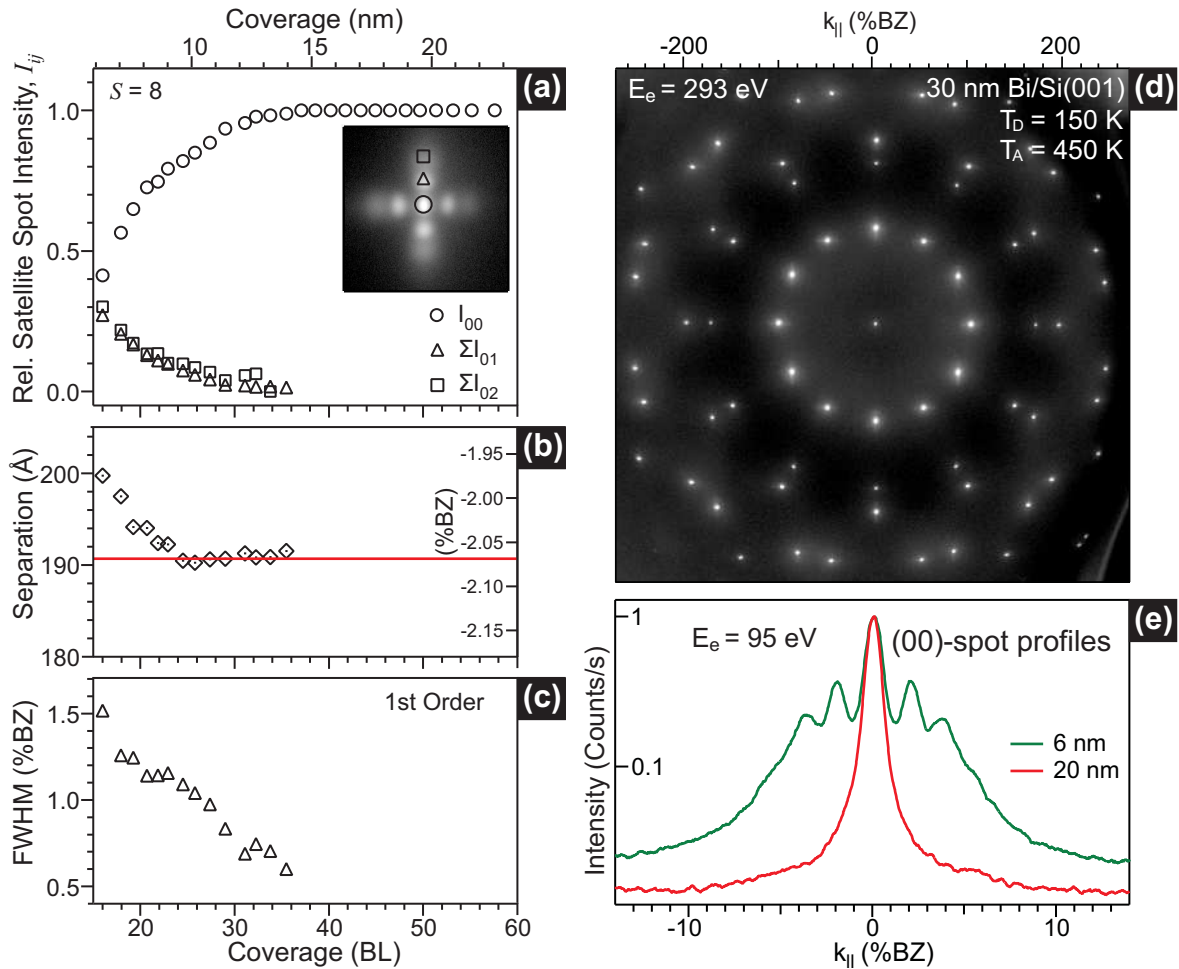 Coverage (nm)
10 15 20
Rel. Satellite Spot Intensity, I_ij
1.0
0.5
0.0
S = 8
(a)
I00
ΣI01
ΣI02
Separation (Å)
200
190
180
(b)
(%BZ)
-1.95
-2.00
-2.05
-2.10
-2.15
FWHM (%BZ)
1.5
1.0
0.5
1st Order
(c)
20 30 40 50 60
Coverage (BL)
k|| (%BZ)
-200 0 200
Ee = 293 eV
30 nm Bi/Si(001)
TD = 150 K
TA = 450 K
(d)
Intensity (Counts/s)
1
0.1
Ee = 95 eV
(00)-spot profiles
(e)
6 nm
20 nm
-10 0 10
k|| (%BZ)